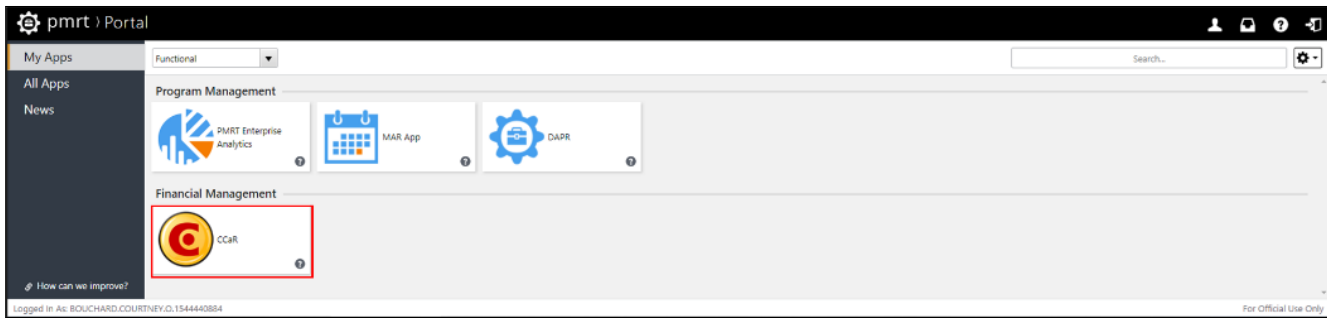 pmrt ⟩ Portal
My Apps
All Apps
News
Functional
Search...
Program Management
PMRT Enterprise
Analytics
MAR App
DAPR
Financial Management
CCaR
How can we improve?
Logged In As: BOUCHARD.COURTNEY.O.1544440884
For Official Use Only